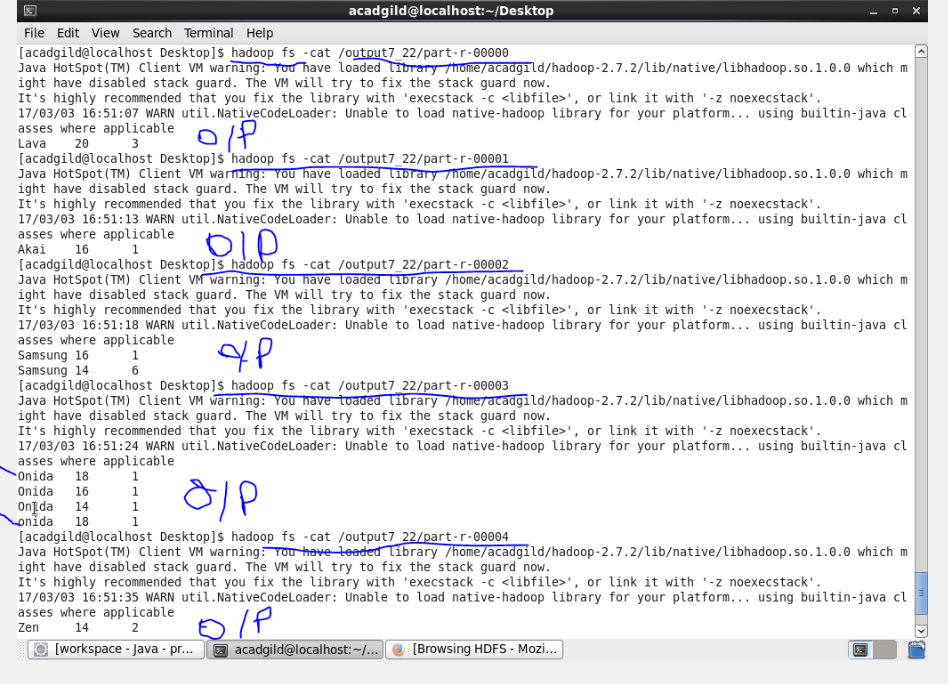 acadgild@localhost:~/Desktop
File Edit View Search Terminal Help
[acadgild@localhost Desktop]$ hadoop fs -cat /output7_22/part-r-00000
Java HotSpot(TM) Client VM warning: You have loaded library /home/acadgild/hadoop-2.7.2/lib/native/libhadoop.so.1.0.0 which m
ight have disabled stack guard. The VM will try to fix the stack guard now.
It's highly recommended that you fix the library with 'execstack -c <libfile>', or link it with '-z noexecstack'.
17/03/03 16:51:07 WARN util.NativeCodeLoader: Unable to load native-hadoop library for your platform... using builtin-java cl
asses where applicable
O/P
Lava 20 3
[acadgild@localhost Desktop]$ hadoop fs -cat /output7_22/part-r-00001
Java HotSpot(TM) Client VM warning: You have loaded library /home/acadgild/hadoop-2.7.2/lib/native/libhadoop.so.1.0.0 which m
ight have disabled stack guard. The VM will try to fix the stack guard now.
It's highly recommended that you fix the library with 'execstack -c <libfile>', or link it with '-z noexecstack'.
17/03/03 16:51:13 WARN util.NativeCodeLoader: Unable to load native-hadoop library for your platform... using builtin-java cl
asses where applicable
O/P
Akai 16 1
[acadgild@localhost Desktop]$ hadoop fs -cat /output7_22/part-r-00002
Java HotSpot(TM) Client VM warning: You have loaded library /home/acadgild/hadoop-2.7.2/lib/native/libhadoop.so.1.0.0 which m
ight have disabled stack guard. The VM will try to fix the stack guard now.
It's highly recommended that you fix the library with 'execstack -c <libfile>', or link it with '-z noexecstack'.
17/03/03 16:51:18 WARN util.NativeCodeLoader: Unable to load native-hadoop library for your platform... using builtin-java cl
asses where applicable
Samsung 16 1
O/P
Samsung 14 6
[acadgild@localhost Desktop]$ hadoop fs -cat /output7_22/part-r-00003
Java HotSpot(TM) Client VM warning: You have loaded library /home/acadgild/hadoop-2.7.2/lib/native/libhadoop.so.1.0.0 which m
ight have disabled stack guard. The VM will try to fix the stack guard now.
It's highly recommended that you fix the library with 'execstack -c <libfile>', or link it with '-z noexecstack'.
17/03/03 16:51:24 WARN util.NativeCodeLoader: Unable to load native-hadoop library for your platform... using builtin-java cl
asses where applicable
Onida 18 1
Onida 16 1
O/P
Onida 14 1
onida 18 1
[acadgild@localhost Desktop]$ hadoop fs -cat /output7_22/part-r-00004
Java HotSpot(TM) Client VM warning: You have loaded library /home/acadgild/hadoop-2.7.2/lib/native/libhadoop.so.1.0.0 which m
ight have disabled stack guard. The VM will try to fix the stack guard now.
It's highly recommended that you fix the library with 'execstack -c <libfile>', or link it with '-z noexecstack'.
17/03/03 16:51:35 WARN util.NativeCodeLoader: Unable to load native-hadoop library for your platform... using builtin-java cl
asses where applicable
Zen 14 2
O/P
[workspace - Java - pr... acadgild@localhost:~/... [Browsing HDFS - Mozi...